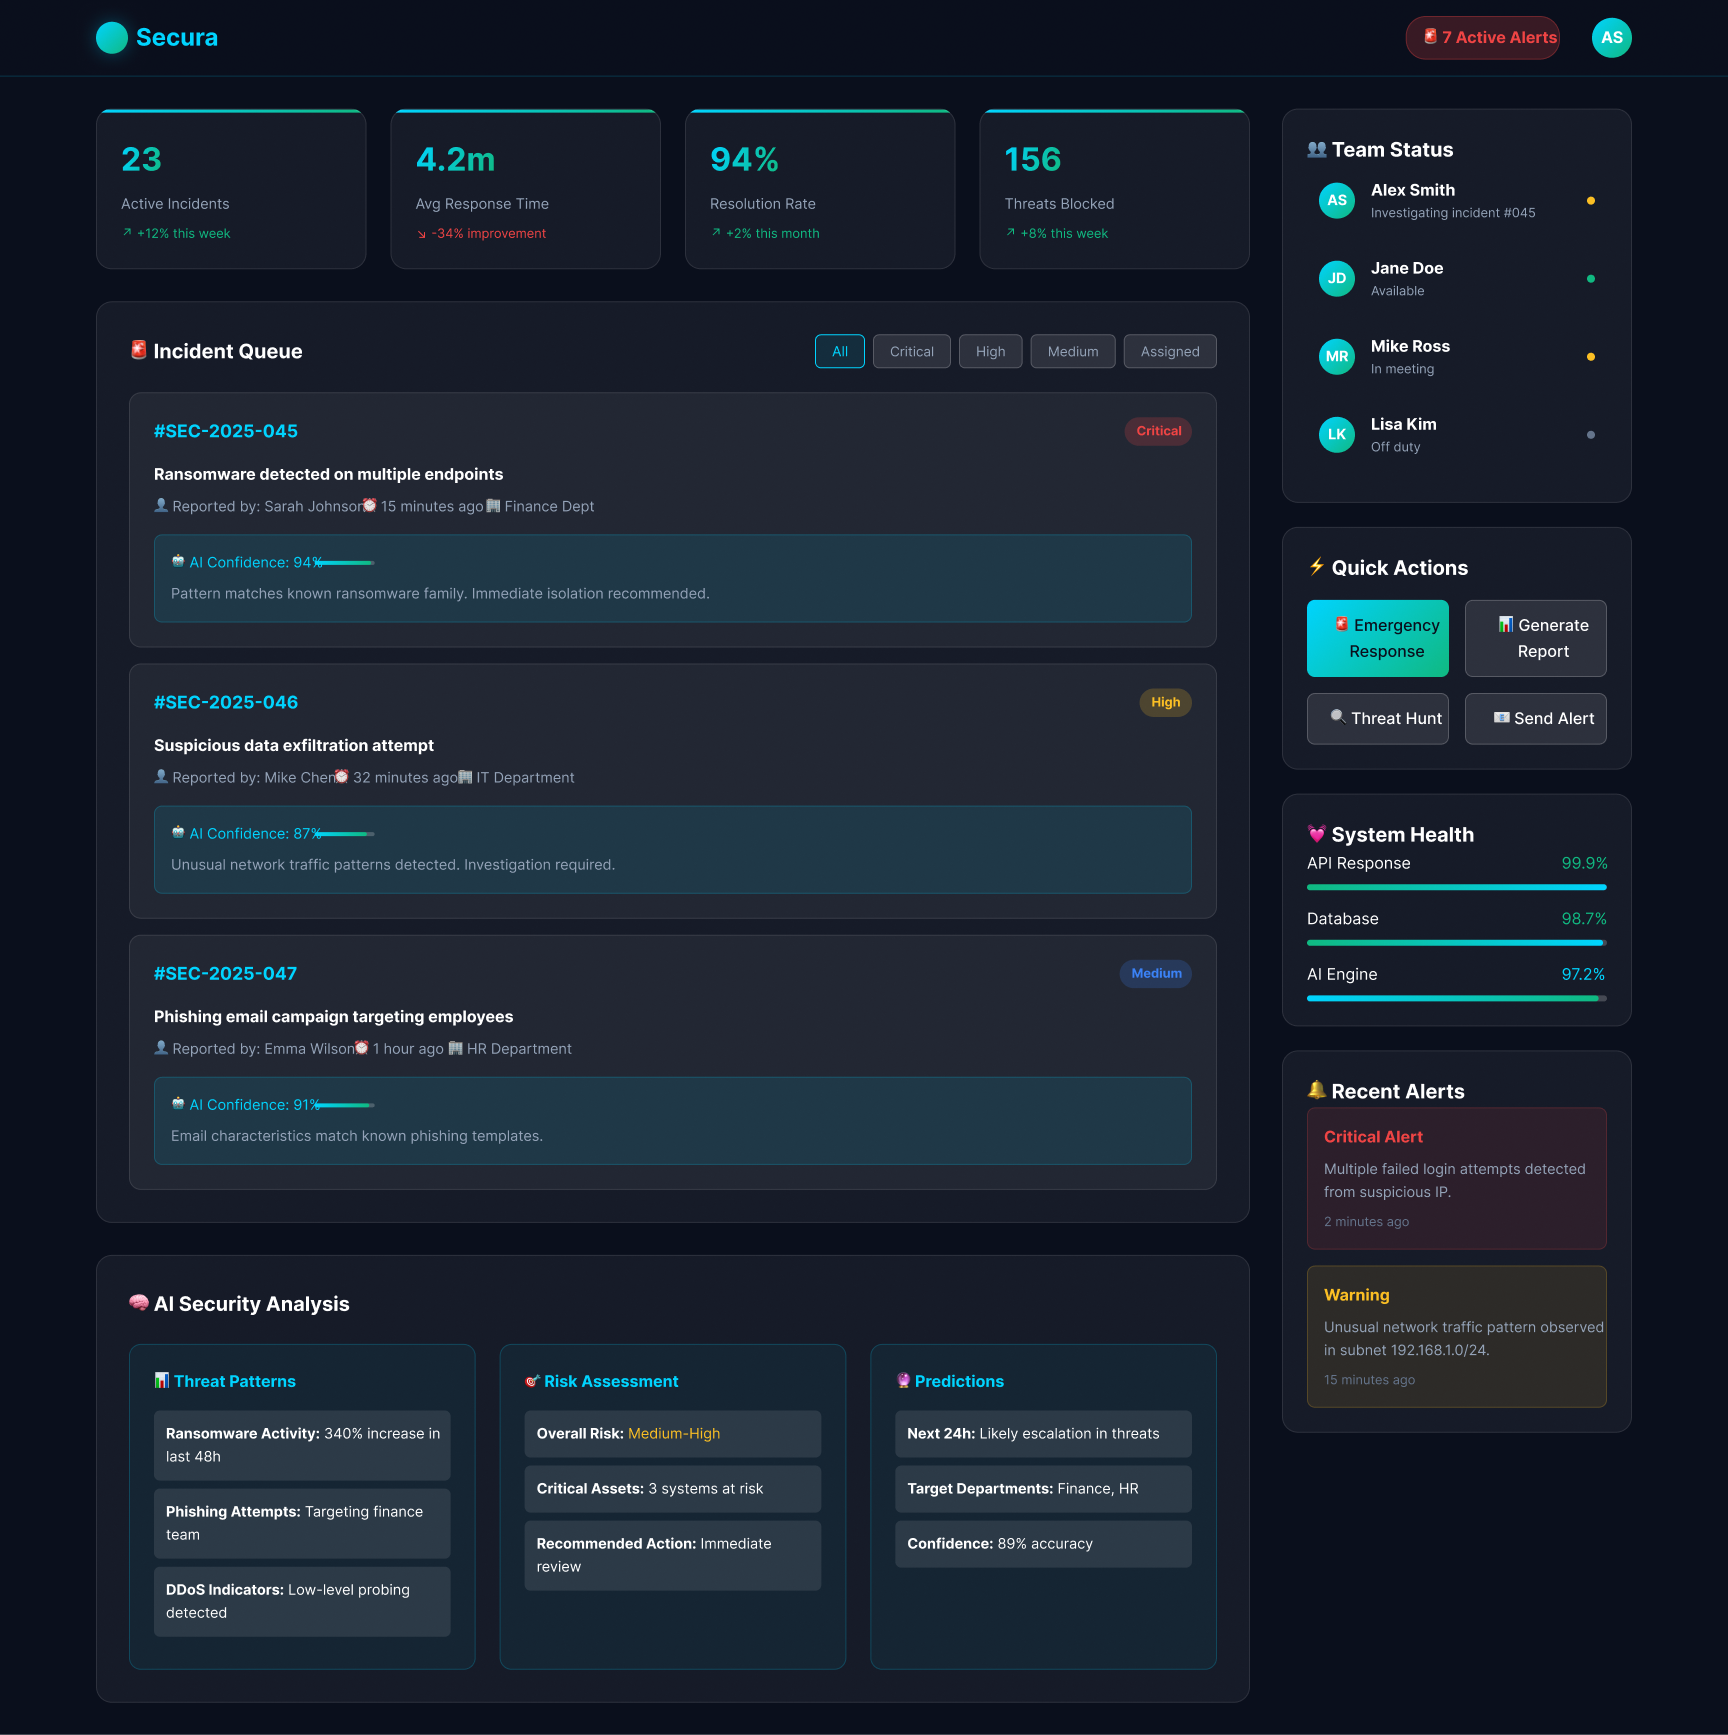 Secura
🚨 7 Active Alerts
AS
23
Active Incidents
↗ +12% this week
4.2m
Avg Response Time
↘ -34% improvement
94%
Resolution Rate
↗ +2% this month
156
Threats Blocked
↗ +8% this week
🚨 Incident Queue
All
Critical
High
Medium
Assigned
#SEC-2025-045
Critical
Ransomware detected on multiple endpoints
👤 Reported by: Sarah Johnson ⏰ 15 minutes ago 🏢 Finance Dept
🤖 AI Confidence: 94%
Pattern matches known ransomware family. Immediate isolation recommended.
#SEC-2025-046
High
Suspicious data exfiltration attempt
👤 Reported by: Mike Chen ⏰ 32 minutes ago 🏢 IT Department
🤖 AI Confidence: 87%
Unusual network traffic patterns detected. Investigation required.
#SEC-2025-047
Medium
Phishing email campaign targeting employees
👤 Reported by: Emma Wilson ⏰ 1 hour ago 🏢 HR Department
🤖 AI Confidence: 91%
Email characteristics match known phishing templates.
🧠 AI Security Analysis
📊 Threat Patterns
Ransomware Activity: 340% increase in
last 48h
Phishing Attempts: Targeting finance
team
DDoS Indicators: Low-level probing
detected
🎯 Risk Assessment
Overall Risk: Medium-High
Critical Assets: 3 systems at risk
Recommended Action: Immediate
review
🔮 Predictions
Next 24h: Likely escalation in threats
Target Departments: Finance, HR
Confidence: 89% accuracy
👥 Team Status
AS
Alex Smith
Investigating incident #045
JD
Jane Doe
Available
MR
Mike Ross
In meeting
LK
Lisa Kim
Off duty
⚡ Quick Actions
🚨 Emergency
Response
📊 Generate
Report
🔍 Threat Hunt
📧 Send Alert
💓 System Health
API Response
99.9%
Database
98.7%
AI Engine
97.2%
🔔 Recent Alerts
Critical Alert
Multiple failed login attempts detected
from suspicious IP.
2 minutes ago
Warning
Unusual network traffic pattern observed
in subnet 192.168.1.0/24.
15 minutes ago